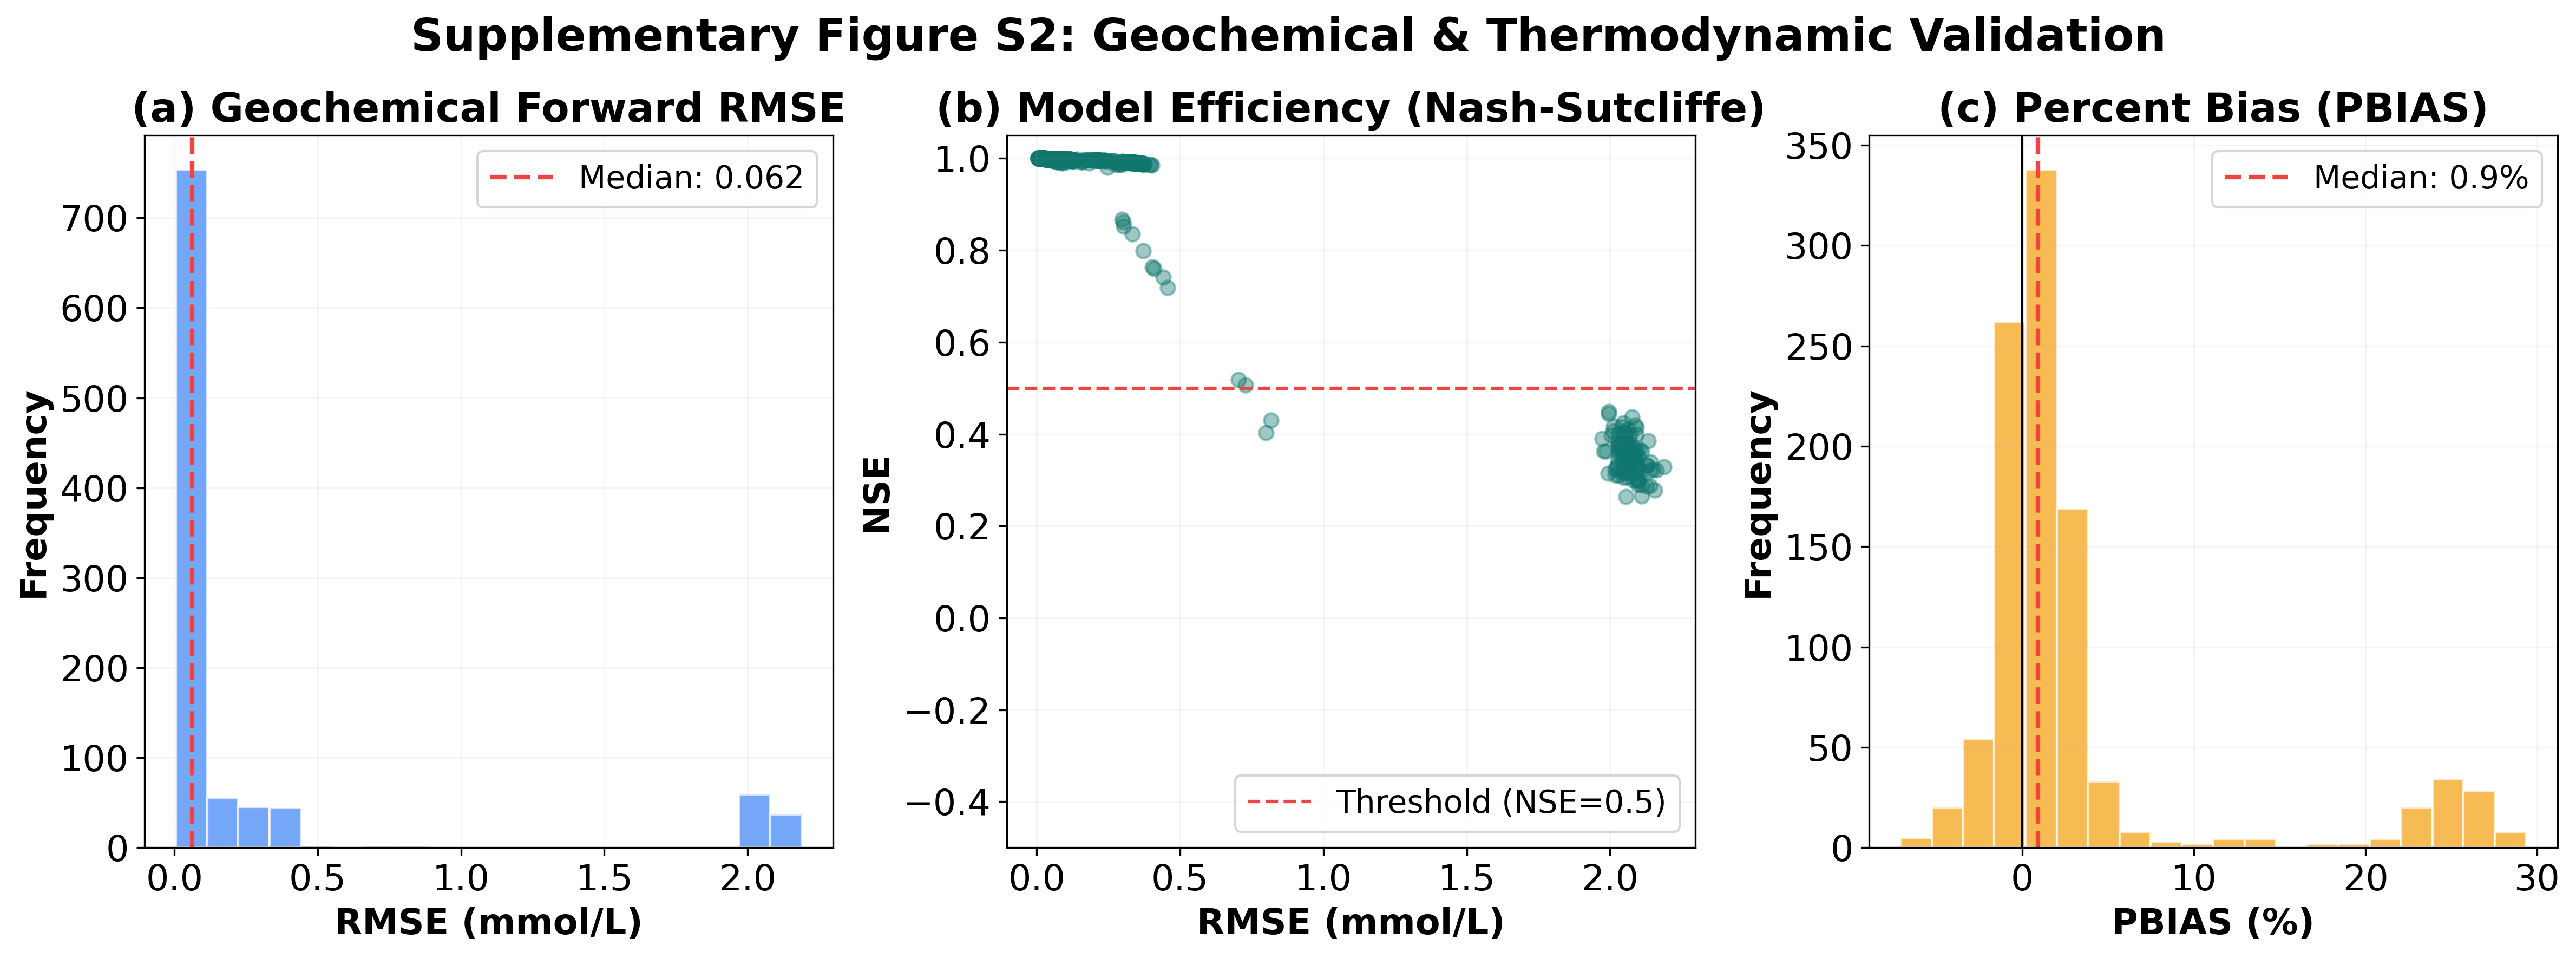 Supplementary Figure S2: Geochemical & Thermodynamic Validation
(a) Geochemical Forward RMSE
Median: 0.062
700
600
500
400
300
200
100
0
Frequency
0.0 0.5 1.0 1.5 2.0
RMSE (mmol/L)
(b) Model Efficiency (Nash-Sutcliffe)
1.0
0.8
0.6
0.4
0.2
0.0
−0.2
−0.4
NSE
Threshold (NSE=0.5)
0.0 0.5 1.0 1.5 2.0
RMSE (mmol/L)
(c) Percent Bias (PBIAS)
Median: 0.9%
350
300
250
200
150
100
50
0
Frequency
0 10 20 30
PBIAS (%)